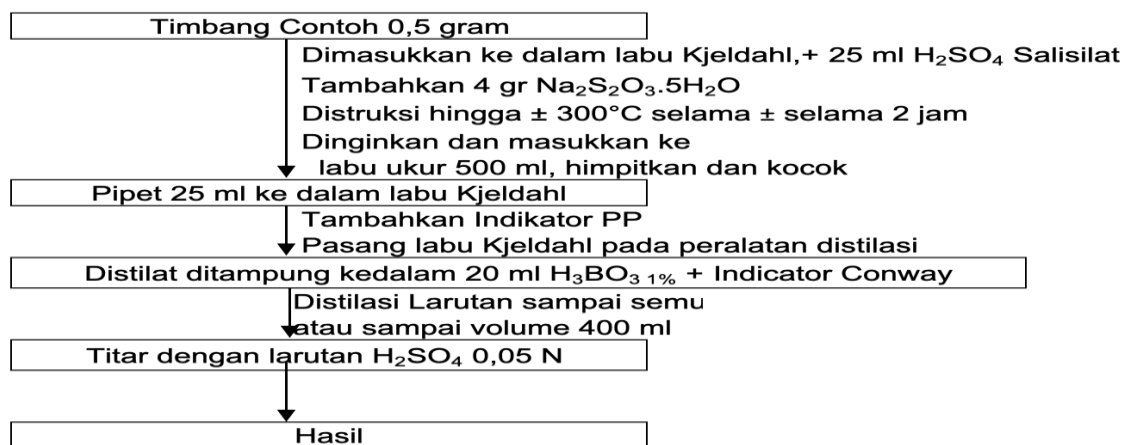 Timbang Contoh 0,5 gram
Dimasukkan ke dalam labu Kjeldahl,+ 25 ml H₂SO₄ Salisilat
Tambahkan 4 gr Na₂S₂O₃.5H₂O
Distruksi hingga ± 300°C selama ± selama 2 jam
Dinginkan dan masukkan ke
labu ukur 500 ml, himpitkan dan kocok
Pipet 25 ml ke dalam labu Kjeldahl
Tambahkan Indikator PP
Pasang labu Kjeldahl pada peralatan distilasi
Distilat ditampung kedalam 20 ml H₃BO₃ 1% + Indicator Conway
Distilasi Larutan sampai semu
atau sampai volume 400 ml
Titar dengan larutan H₂SO₄ 0,05 N
Hasil